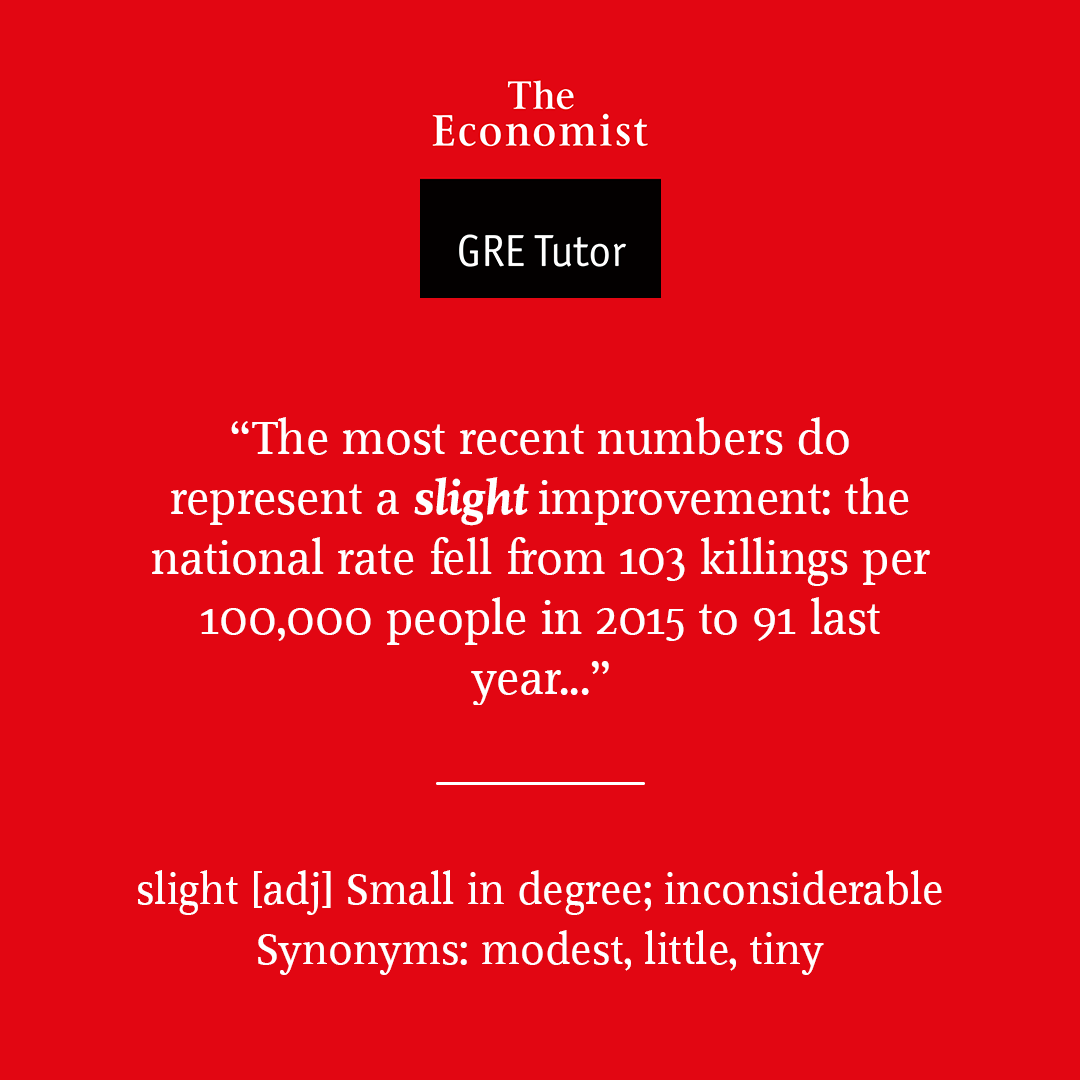 The
Economist
GRE Tutor
“The most recent numbers do
represent a slight improvement: the
national rate fell from 103 killings per
100,000 people in 2015 to 91 last
year...”
slight [adj] Small in degree; inconsiderable
Synonyms: modest, little, tiny